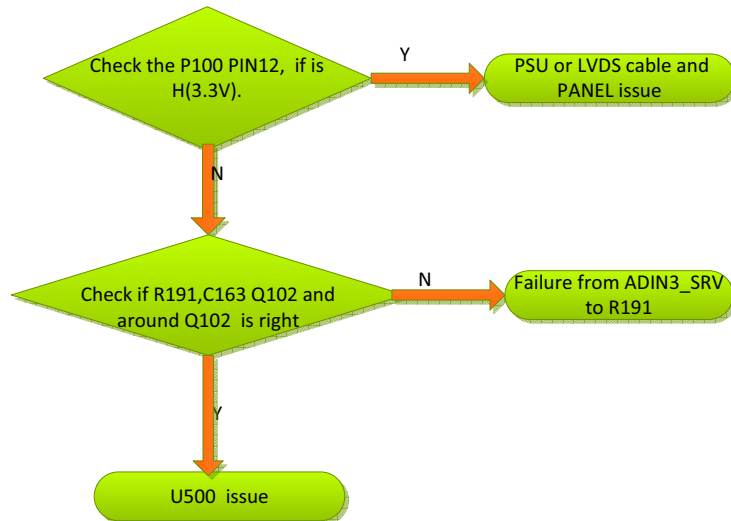 Check the P100 PIN12,  if is
H(3.3V).
Y
PSU or LVDS cable and
PANEL issue
N
Check if R191,C163 Q102 and
around Q102  is right
N
Failure from ADIN3_SRV
to R191
Y
U500  issue